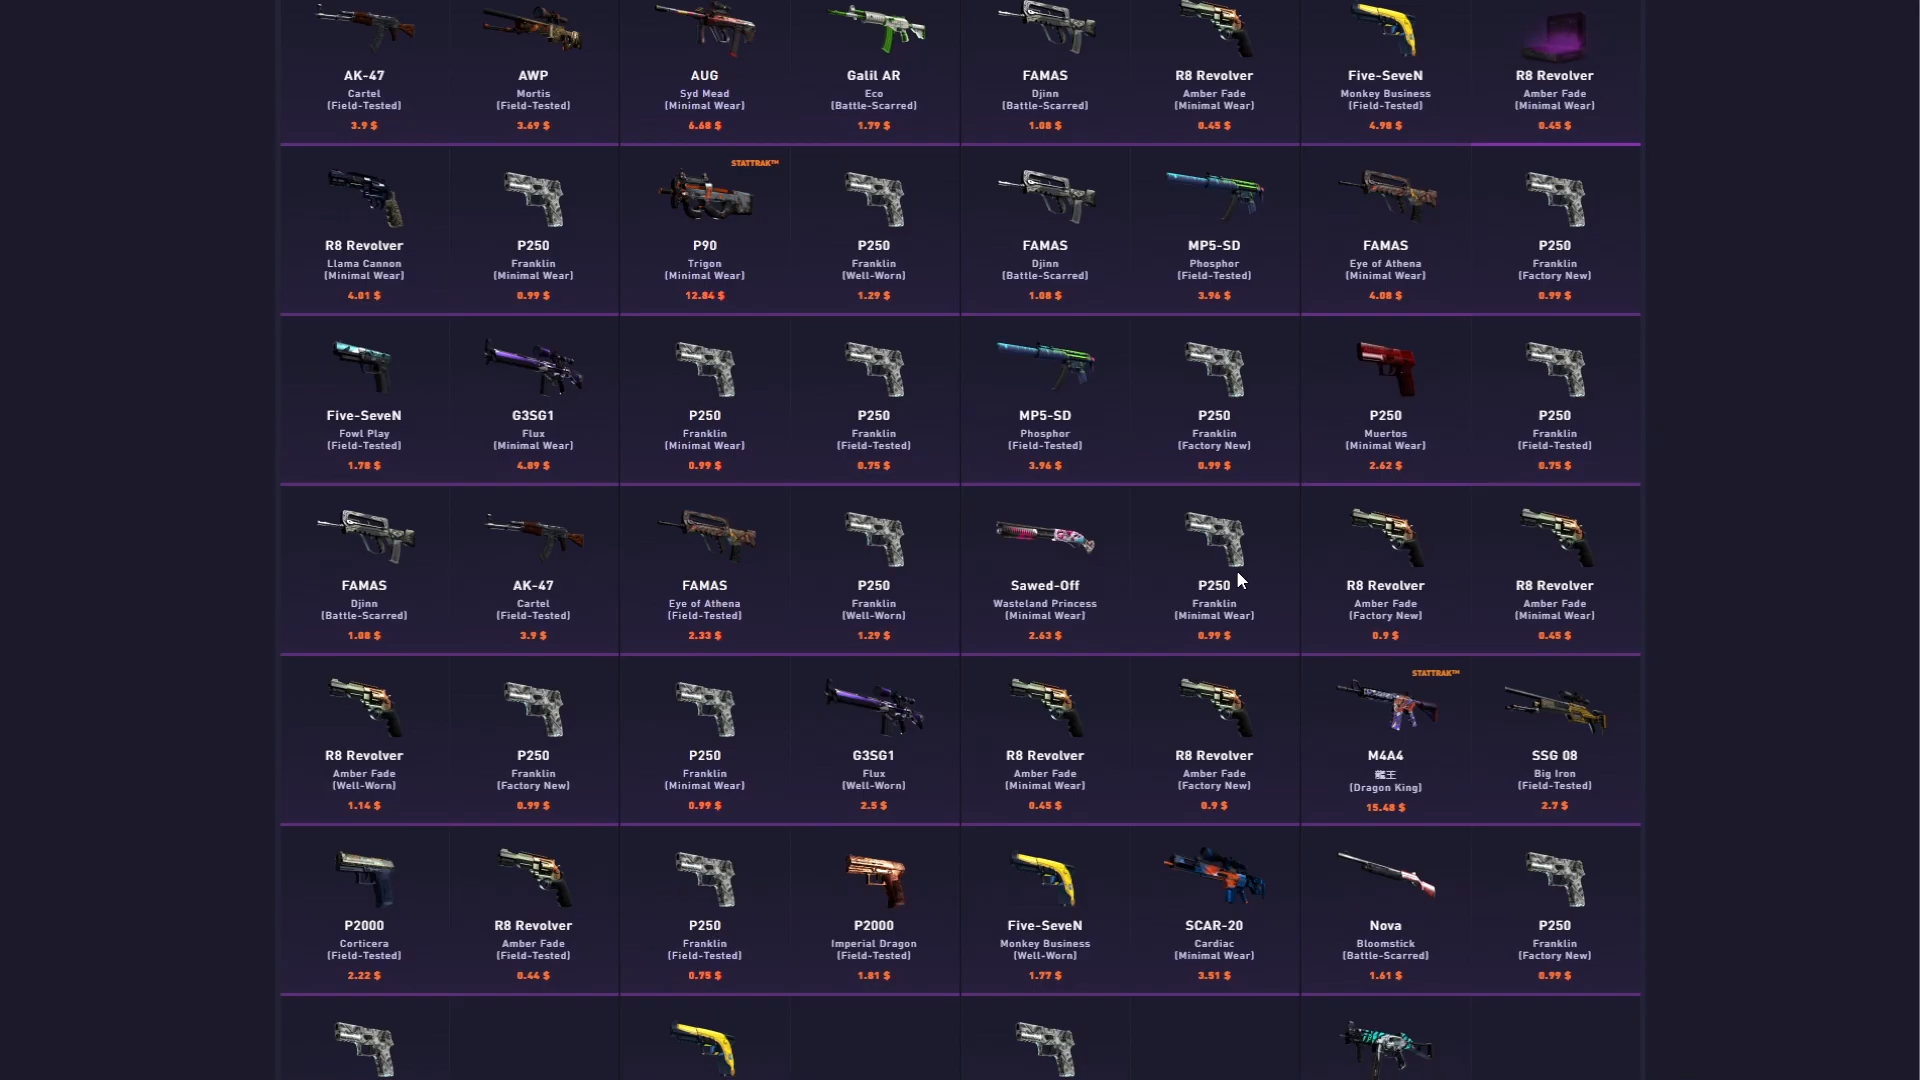 AK-47
Cartel
(Field-Tested)
3.9 $
AWP
Mortis
(Field-Tested)
3.69 $
AUG
Syd Mead
(Minimal Wear)
6.68 $
Galil AR
Eco
(Battle-Scarred)
1.79 $
FAMAS
Djinn
(Battle-Scarred)
1.08 $
R8 Revolver
Amber Fade
(Minimal Wear)
0.45 $
Five-SeveN
Monkey Business
(Field-Tested)
4.98 $
R8 Revolver
Amber Fade
(Minimal Wear)
0.45 $
R8 Revolver
Llama Cannon
(Minimal Wear)
4.01 $
P250
Franklin
(Minimal Wear)
0.99 $
STATTRAK™
P90
Trigon
(Minimal Wear)
12.84 $
P250
Franklin
(Well-Worn)
1.29 $
FAMAS
Djinn
(Battle-Scarred)
1.08 $
MP5-SD
Phosphor
(Field-Tested)
3.96 $
FAMAS
Eye of Athena
(Minimal Wear)
4.08 $
P250
Franklin
(Factory New)
0.99 $
Five-SeveN
Fowl Play
(Field-Tested)
1.78 $
G3SG1
Flux
(Minimal Wear)
4.89 $
P250
Franklin
(Minimal Wear)
0.99 $
P250
Franklin
(Field-Tested)
0.75 $
MP5-SD
Phosphor
(Field-Tested)
3.96 $
P250
Franklin
(Factory New)
0.99 $
P250
Muertos
(Minimal Wear)
2.62 $
P250
Franklin
(Field-Tested)
0.75 $
FAMAS
Djinn
(Battle-Scarred)
1.08 $
AK-47
Cartel
(Field-Tested)
3.9 $
FAMAS
Eye of Athena
(Field-Tested)
2.33 $
P250
Franklin
(Well-Worn)
1.29 $
Sawed-Off
Wasteland Princess
(Minimal Wear)
2.63 $
P250
Franklin
(Minimal Wear)
0.99 $
R8 Revolver
Amber Fade
(Factory New)
0.9 $
R8 Revolver
Amber Fade
(Minimal Wear)
0.45 $
R8 Revolver
Amber Fade
(Well-Worn)
1.14 $
P250
Franklin
(Factory New)
0.99 $
P250
Franklin
(Minimal Wear)
0.99 $
G3SG1
Flux
(Well-Worn)
2.5 $
R8 Revolver
Amber Fade
(Minimal Wear)
0.45 $
R8 Revolver
Amber Fade
(Factory New)
0.9 $
STATTRAK™
M4A4
龍王
(Dragon King)
15.48 $
SSG 08
Big Iron
(Field-Tested)
2.7 $
P2000
Corticera
(Field-Tested)
2.22 $
R8 Revolver
Amber Fade
(Field-Tested)
0.44 $
P250
Franklin
(Field-Tested)
0.75 $
P2000
Imperial Dragon
(Field-Tested)
1.81 $
Five-SeveN
Monkey Business
(Well-Worn)
1.77 $
SCAR-20
Cardiac
(Minimal Wear)
3.51 $
Nova
Bloomstick
(Battle-Scarred)
1.61 $
P250
Franklin
(Factory New)
0.99 $